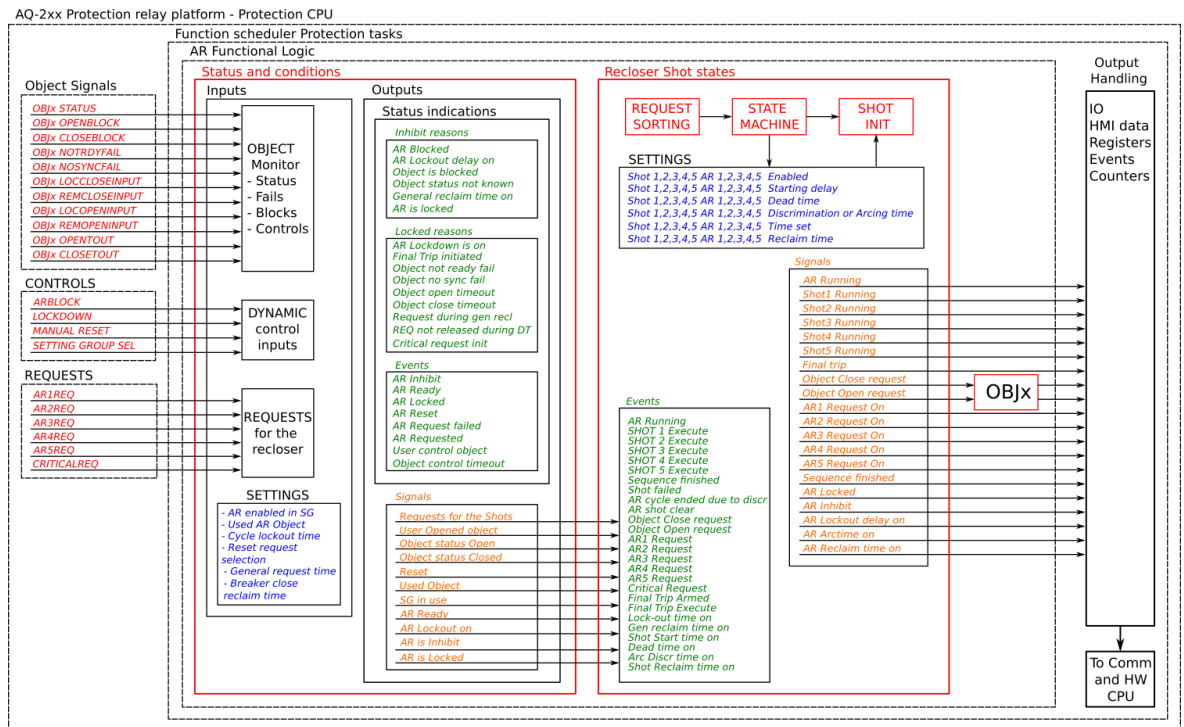 AQ-2xx Protection relay platform - Protection CPU
Function scheduler Protection tasks
AR Functional Logic
Object Signals
OBJx STATUS
OBJx OPENBLOCK
OBJx CLOSEBLOCK
OBJx NOTRDYFAIL
OBJx NOSYNCFAIL
OBJx LOCCLOSEINPUT
OBJx REMCLOSEINPUT
OBJx LOCOPENINPUT
OBJx REMOPENINPUT
OBJx OPENTOUT
OBJx CLOSETOUT
CONTROLS
ARBLOCK
LOCKDOWN
MANUAL RESET
SETTING GROUP SEL
REQUESTS
AR1REQ
AR2REQ
AR3REQ
AR4REQ
AR5REQ
CRITICALREQ
Status and conditions
Inputs
OBJECT
Monitor
- Status
- Fails
- Blocks
- Controls
DYNAMIC
control
inputs
REQUESTS
for the
recloser
SETTINGS
- AR enabled in SG
- Used AR Object
- Cycle lockout time
- Reset request
selection
- General request time
- Breaker close
reclaim time
Outputs
Status indications
Inhibit reasons
AR Blocked
AR Lockout delay on
Object is blocked
Object status not known
General reclaim time on
AR is locked
Locked reasons
AR Lockdown is on
Final Trip initiated
Object not ready fail
Object no sync fail
Object open timeout
Object close timeout
Request during gen recl
REQ not released during DT
Critical request init
Events
AR Inhibit
AR Ready
AR Locked
AR Reset
AR Request failed
AR Requested
User control object
Object control timeout
Signals
Requests for the Shots
User Opened object
Object status Open
Object status Closed
Reset
Used Object
SG in use
AR Ready
AR Lockout on
AR is Inhibit
AR is Locked
Recloser Shot states
REQUEST
SORTING
STATE
MACHINE
SHOT
INIT
SETTINGS
Shot 1,2,3,4,5 AR 1,2,3,4,5 Enabled
Shot 1,2,3,4,5 AR 1,2,3,4,5 Starting delay
Shot 1,2,3,4,5 AR 1,2,3,4,5 Dead time
Shot 1,2,3,4,5 AR 1,2,3,4,5 Discrimination or Arcing time
Shot 1,2,3,4,5 AR 1,2,3,4,5 Time set
Shot 1,2,3,4,5 AR 1,2,3,4,5 Reclaim time
Events
AR Running
SHOT 1 Execute
SHOT 2 Execute
SHOT 3 Execute
SHOT 4 Execute
SHOT 5 Execute
Sequence finished
Shot failed
AR cycle ended due to discr
AR shot clear
Object Close request
Object Open request
AR1 Request
AR2 Request
AR3 Request
AR4 Request
AR5 Request
Critical Request
Final Trip Armed
Final Trip Execute
Lock-out time on
Gen reclaim time on
Shot Start time on
Dead time on
Arc Discr time on
Shot Reclaim time on
Signals
AR Running
Shot1 Running
Shot2 Running
Shot3 Running
Shot4 Running
Shot5 Running
Final trip
Object Close request
Object Open request
AR1 Request On
AR2 Request On
AR3 Request On
AR4 Request On
AR5 Request On
Sequence finished
AR Locked
AR Inhibit
AR Lockout delay on
AR Arctime on
AR Reclaim time on
OBJx
Output
Handling
IO
HMI data
Registers
Events
Counters
To Comm
and HW
CPU